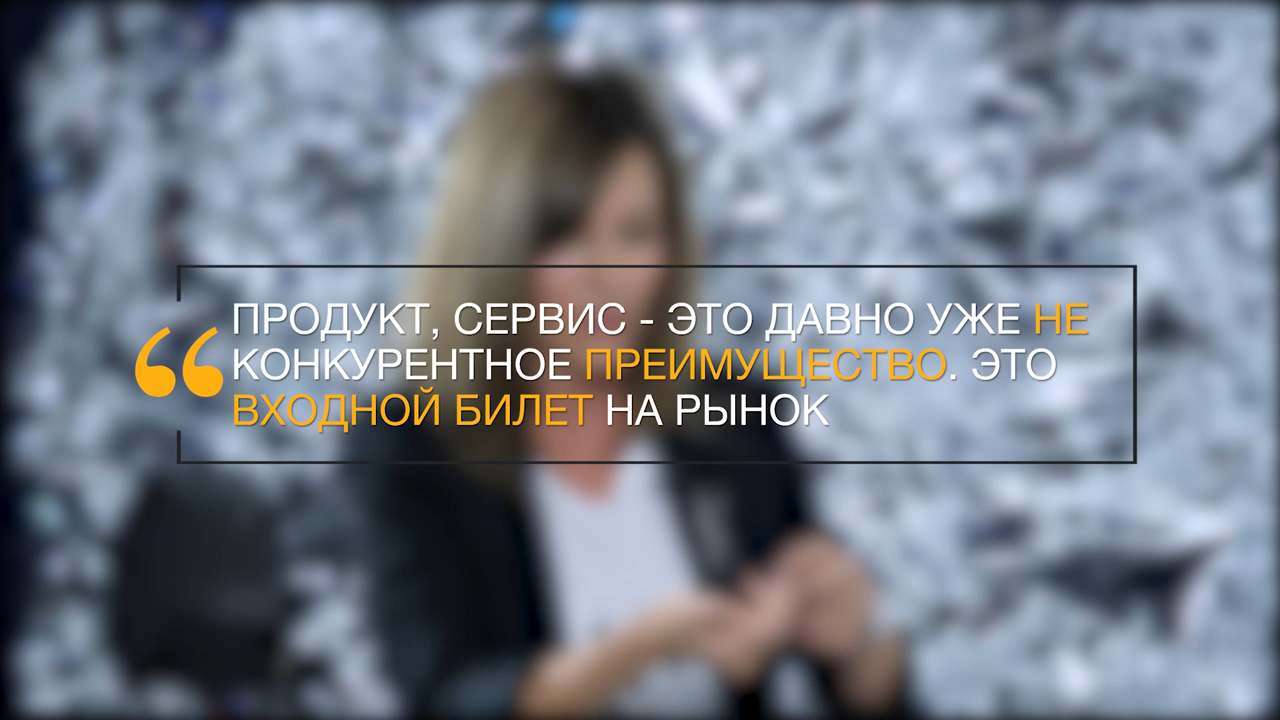 ПРОДУКТ, СЕРВИС - ЭТО ДАВНО УЖЕ НЕ
КОНКУРЕНТНОЕ ПРЕИМУЩЕСТВО. ЭТО
ВХОДНОЙ БИЛЕТ НА РЫНОК